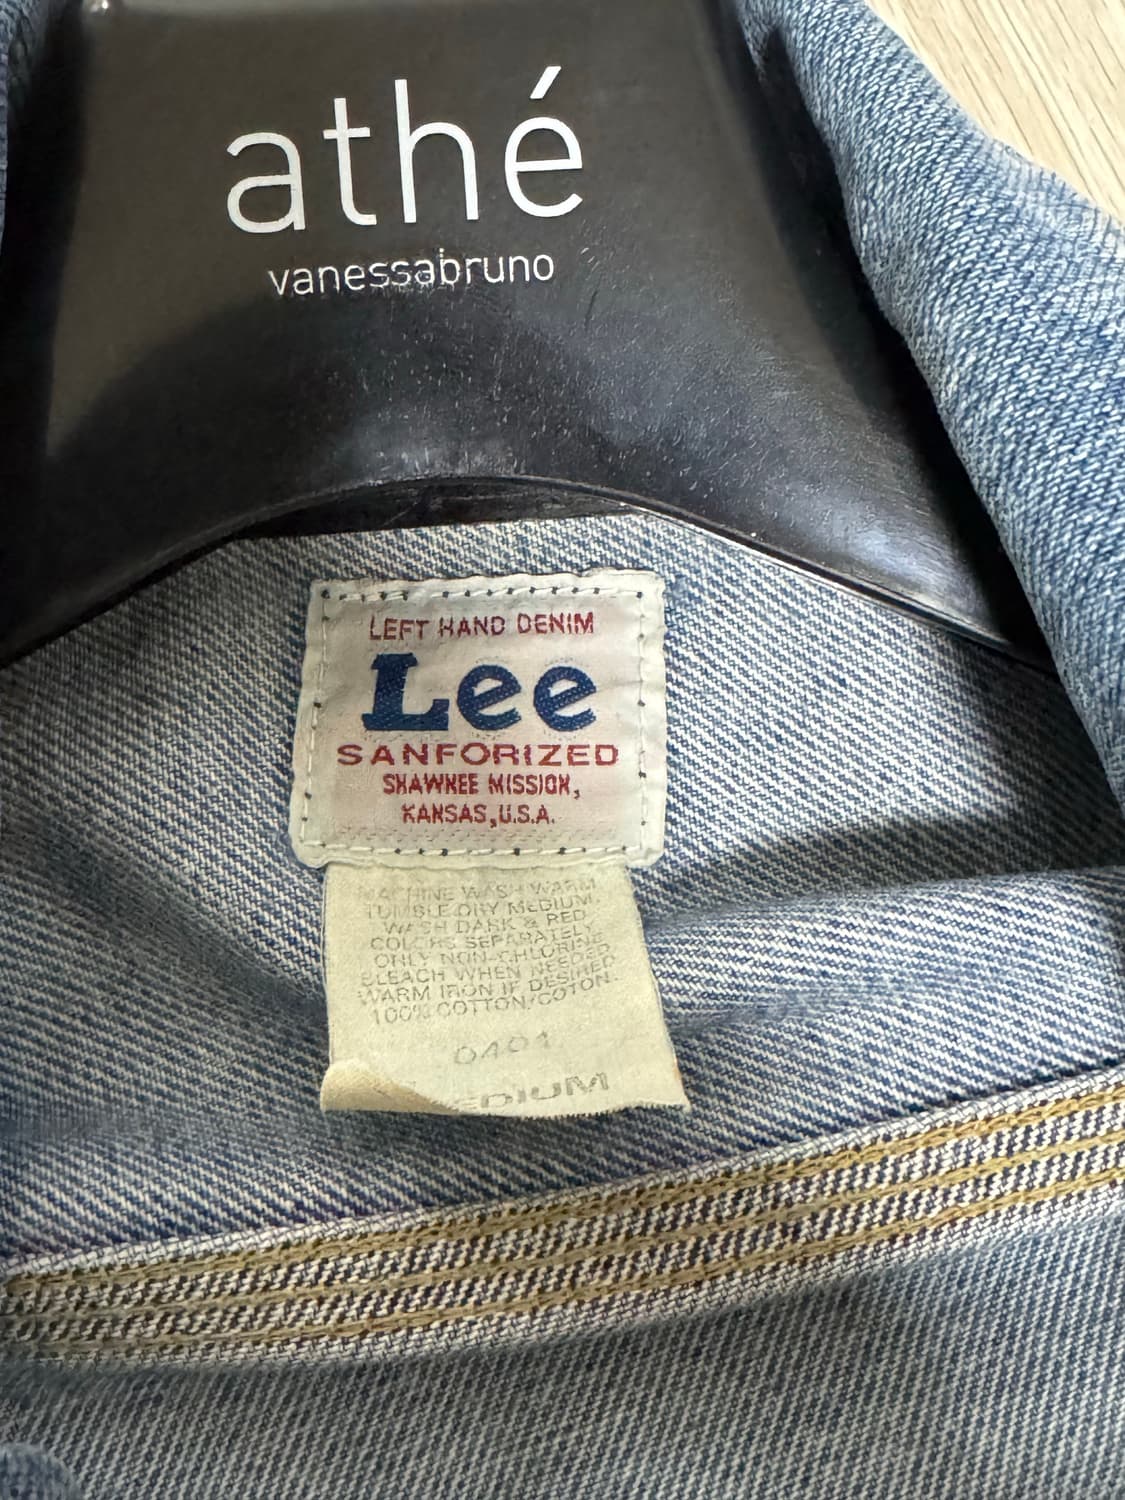 athé
vanessabruno
LEFT HAND DENIM
Lee
SANFORIZED
SHAWNEE MISSION,
KANSAS, U.S.A.
MACHINE WASH WARM
TUMBLE DRY MEDIUM.
WASH DARK & RED
COLORS SEPARATELY.
ONLY NON-CHLORINE
BLEACH WHEN NEEDED
WARM IRON IF DESIRED.
100% COTTON/COTON.
0401
EDIUM